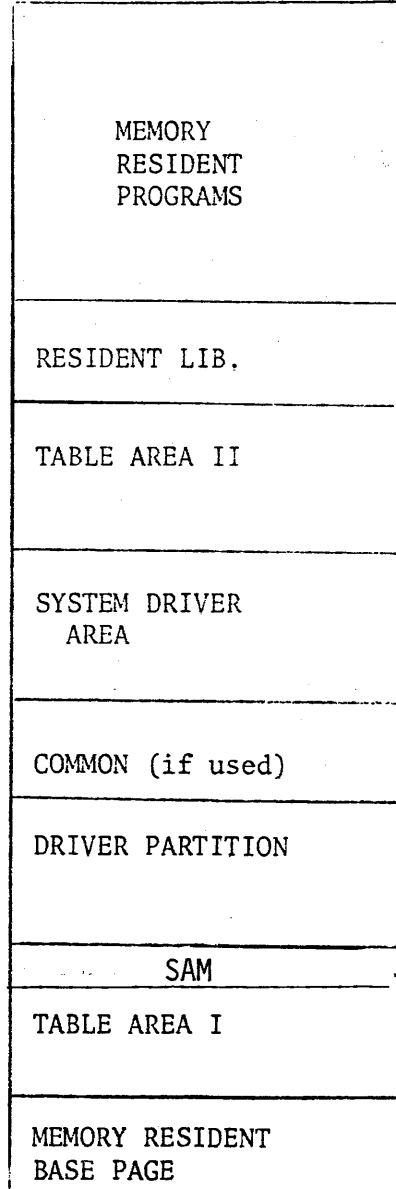 MEMORY
RESIDENT
PROGRAMS
RESIDENT LIB.
TABLE AREA II
SYSTEM DRIVER
AREA
COMMON (if used)
DRIVER PARTITION
SAM
TABLE AREA I
MEMORY RESIDENT
BASE PAGE